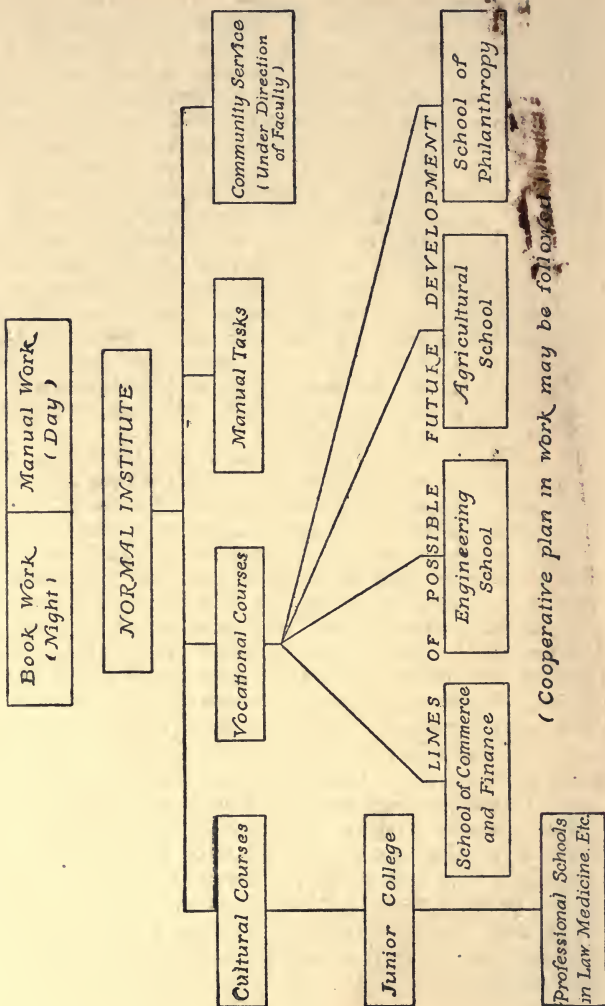 Book Work
(Night)
Manual Work
(Day)
NORMAL INSTITUTE
Cultural Courses
Vocational Courses
Manual Tasks
Community Service
(Under Direction
of Faculty)
Junior College
LINES OF POSSIBLE FUTURE DEVELOPMENT
School of Commerce
and Finance
Engineering
School
Agricultural
School
School of
Philanthropy
Professional Schools
in Law. Medicine. Etc.
(Cooperative plan in work may be followed